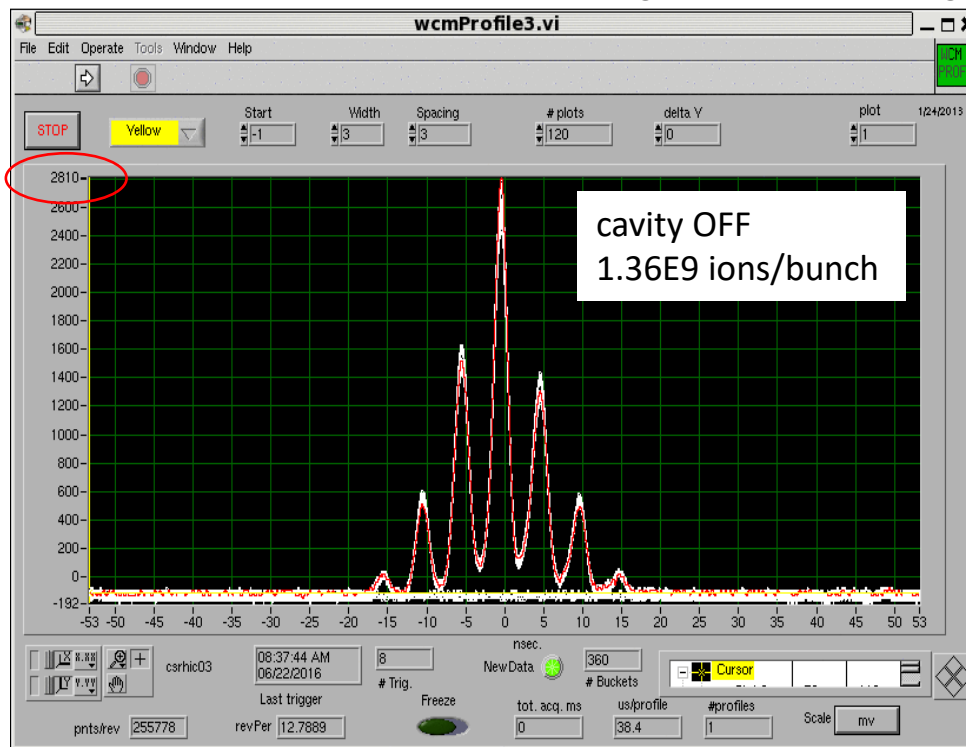 wcmProfile3.vi
File Edit Operate Tools Window Help
WCM
PROF
STOP
Yellow
Start
-1
Width
3
Spacing
3
# plots
120
delta Y
0
plot
1
1/24/2013
2810
2600
2400
2200
2000
1800
1600
1400
1200
1000
800
600
400
200
0
-192
cavity OFF
1.36E9 ions/bunch
-53 -50 -45 -40 -35 -30 -25 -20 -15 -10 -5 0 5 10 15 20 25 30 35 40 45 50 53
nsec.
X X.XX
Y Y.YY
csrhic03
08:37:44 AM
06/22/2016
Last trigger
8
# Trig.
NewData
360
# Buckets
Cursor
Freeze
pnts/rev 255778
revPer 12.7889
tot. acq. ms
0
us/profile
38.4
#profiles
1
Scale mv